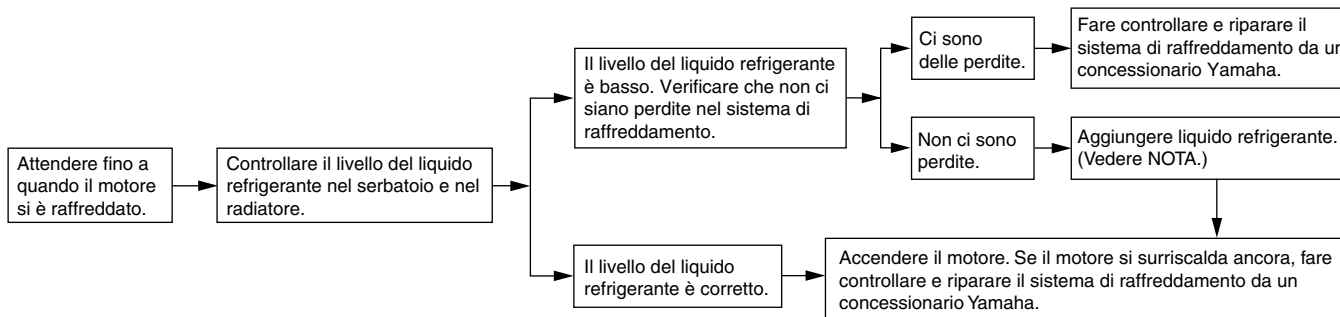 Attendere fino a
quando il motore
si è raffreddato.
Controllare il livello del liquido
refrigerante nel serbatoio e nel
radiatore.
Il livello del liquido refrigerante
è basso. Verificare che non ci
siano perdite nel sistema di
raffreddamento.
Ci sono
delle perdite.
Fare controllare e riparare il
sistema di raffreddamento da un
concessionario Yamaha.
Non ci sono
perdite.
Aggiungere liquido refrigerante.
(Vedere NOTA.)
Il livello del liquido
refrigerante è corretto.
Accendere il motore. Se il motore si surriscalda ancora, fare
controllare e riparare il sistema di raffreddamento da un
concessionario Yamaha.